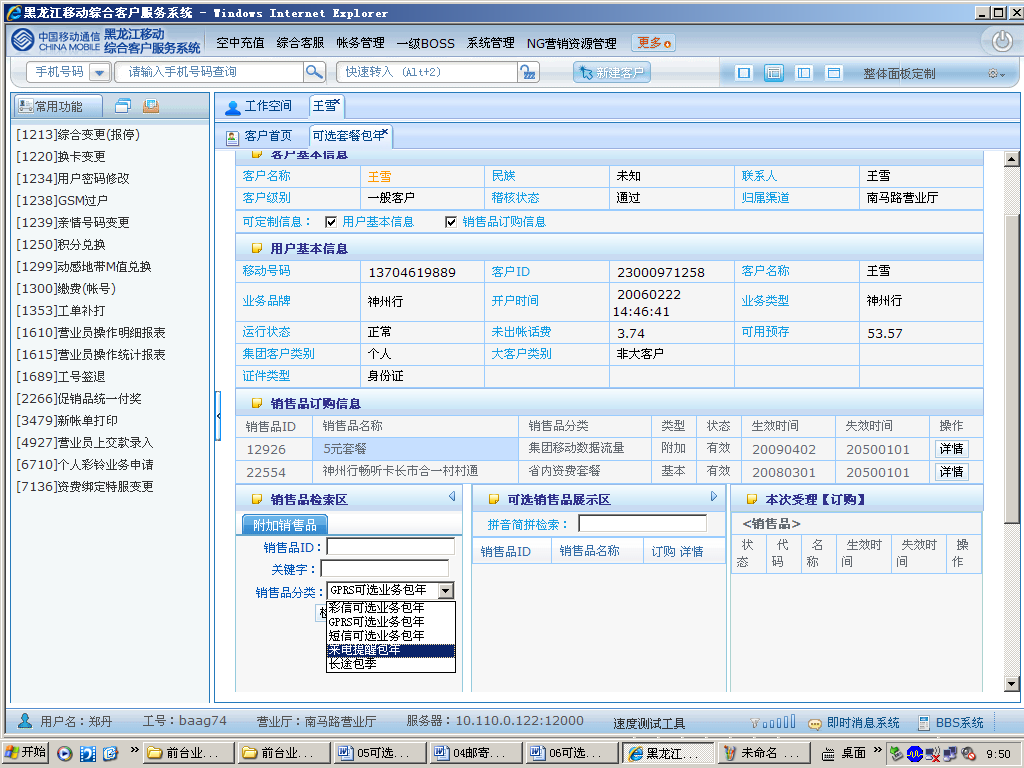 黑龙江移动综合客户服务系统 - Windows Internet Explorer
中国移动通信 CHINA MOBILE
黑龙江移动 综合客户服务系统
空中充值 综合客服 帐务管理 一级BOSS 系统管理 NG营销资源管理 更多
手机号码 请输入手机号码查询 快速转入 (Alt+2) 新建客户 整体面板定制
常用功能
[1213]综合变更(报停)
[1220]换卡变更
[1234]用户密码修改
[1238]GSM过户
[1239]亲情号码变更
[1250]积分兑换
[1299]动感地带M值兑换
[1300]缴费(帐号)
[1353]工单补打
[1610]营业员操作明细报表
[1615]营业员操作统计报表
[1689]工号签退
[2266]促销品统一付奖
[3479]新帐单打印
[4927]营业员上交款录入
[6710]个人彩铃业务申请
[7136]资费绑定特服变更
工作空间 王雪
客户首页 可选套餐包年
客户基本信息
客户名称 王雪 民族 未知 联系人 王雪
客户级别 一般客户 稽核状态 通过 归属渠道 南马路营业厅
可定制信息： 用户基本信息 销售品订购信息
用户基本信息
移动号码 13704619889 客户ID 23000971258 客户名称 王雪
业务品牌 神州行 开户时间 20060222 14:46:41 业务类型 神州行
运行状态 正常 未出帐话费 3.74 可用预存 53.57
集团客户类别 个人 大客户类别 非大客户
证件类型 身份证
销售品订购信息
销售品ID 销售品名称 销售品分类 类型 状态 生效时间 失效时间 操作
12926 5元套餐 集团移动数据流量 附加 有效 20090402 20500101 详情
22554 神州行畅听卡长市合一村村通 省内资费套餐 基本 有效 20080301 20500101 详情
销售品检索区
附加销售品
销售品ID：
关键字：
销售品分类： GPRS可选业务包年
彩信可选业务包年
GPRS可选业务包年
短信可选业务包年
来电提醒包年
长途包季
可选销售品展示区
拼音简拼检索：
销售品ID 销售品名称 订购 详情
本次受理【订购】
<销售品>
状态 代码 名称 生效时间 失效时间 操作
用户名：郑丹 工号：baag74 营业厅：南马路营业厅 服务器：10.110.0.122:12000 速度测试工具 即时消息系统 BBS系统
开始 » 前台业... 前台业... 05可选... 04邮寄... 06可选... 黑龙江... 未命名 ... 桌面 » 9:50